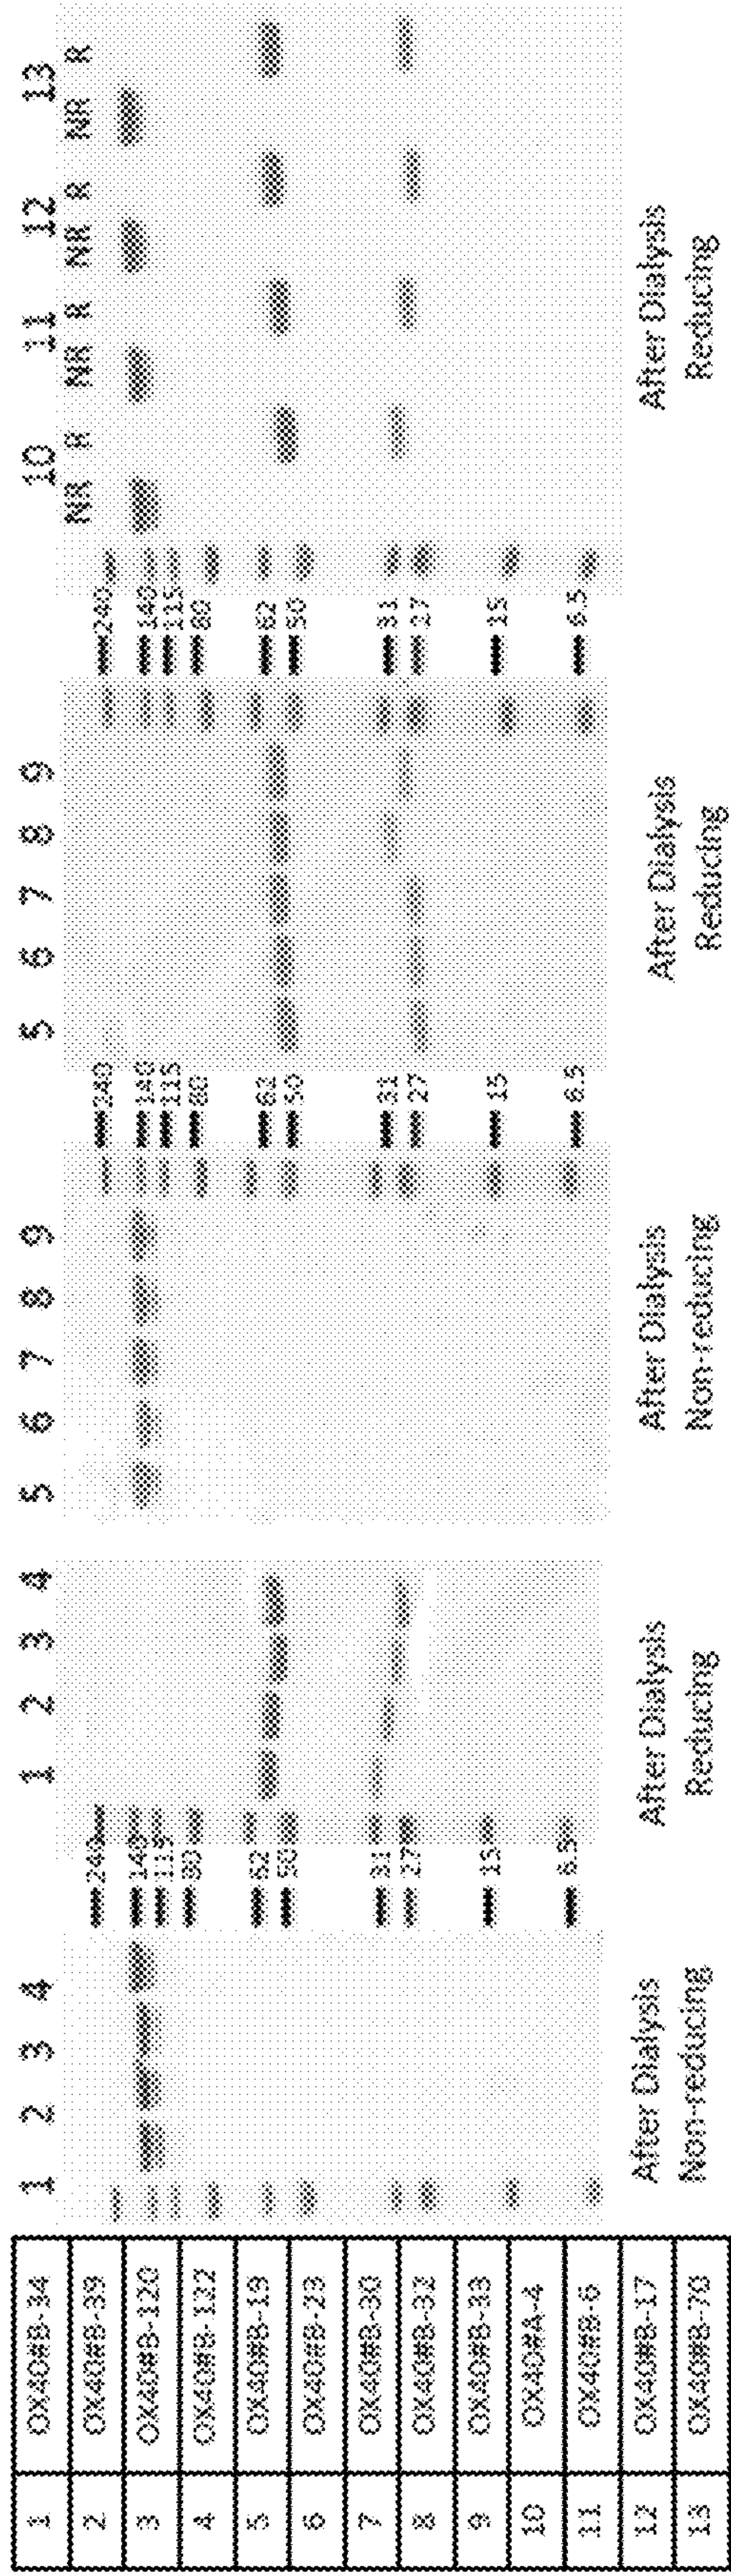 1 OX40#B-34
2 OX40#B-39
3 OX40#B-120
4 OX40#B-122
5 OX40#B-19
6 OX40#B-23
7 OX40#B-30
8 OX40#B-32
9 OX40#B-33
10 OX40#A-4
11 OX40#B-6
12 OX40#B-17
13 OX40#B-78
1 2 3 4
After Dialysis
Non-reducing
240
140
115
80
62
50
31
27
15
6.5
1 2 3 4
After Dialysis
Reducing
5 6 7 8 9
After Dialysis
Non-reducing
240
140
115
80
62
50
31
27
15
6.5
5 6 7 8 9
After Dialysis
Reducing
240
140
115
80
62
50
31
27
15
6.5
10 11 12 13
NR R NR R NR R NR R
After Dialysis
Reducing